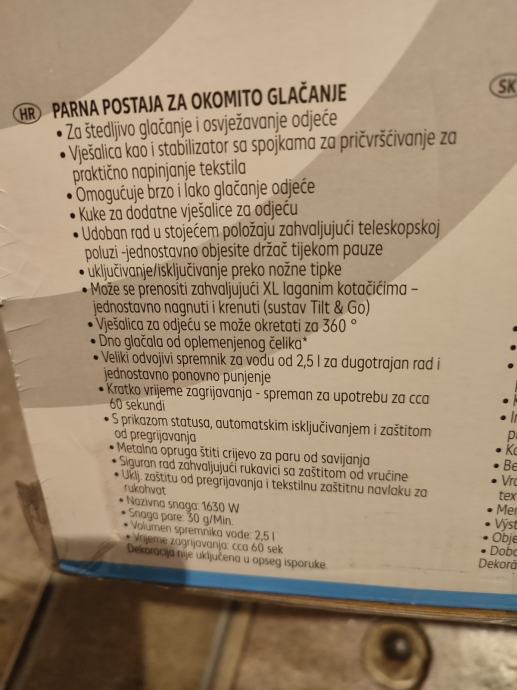 HR PARNA POSTAJA ZA OKOMITO GLAČANJE
• Za štedljivo glačanje i osvježavanje odjeće
• Vješalica kao i stabilizator sa spojkama za pričvršćivanje za
praktično napinjanje tekstila
• Omogućuje brzo i lako glačanje odjeće
• Kuke za dodatne vješalice za odjeću
• Udoban rad u stojećem položaju zahvaljujući teleskopskoj
poluzi -jednostavno objesite držač tijekom pauze
• uključivanje/isključivanje preko nožne tipke
• Može se prenositi zahvaljujući XL laganim kotačićima –
jednostavno nagnuti i krenuti (sustav Tilt & Go)
• Vješalica za odjeću se može okretati za 360 °
• Dno glačala od oplemenjenog čelika*
• Veliki odvojivi spremnik za vodu od 2,5 l za dugotrajan rad i
jednostavno ponovno punjenje
• Kratko vrijeme zagrijavanja - spreman za upotrebu za cca
60 sekundi
• S prikazom statusa, automatskim isključivanjem i zaštitom
od pregrijavanja
• Metalna opruga štiti crijevo za paru od savijanja
• Siguran rad zahvaljujući rukavici sa zaštitom od vrućine
• Uklj. zaštitu od pregrijavanja i tekstilnu zaštitnu navlaku za
rukohvat
• Nazivna snaga: 1630 W
• Snaga pare: 30 g/Min.
• Volumen spremnika vode: 2,5 l
• Vrijeme zagrijavanja: cca 60 sek
Dekoracija nije uključena u opseg isporuke.
SK